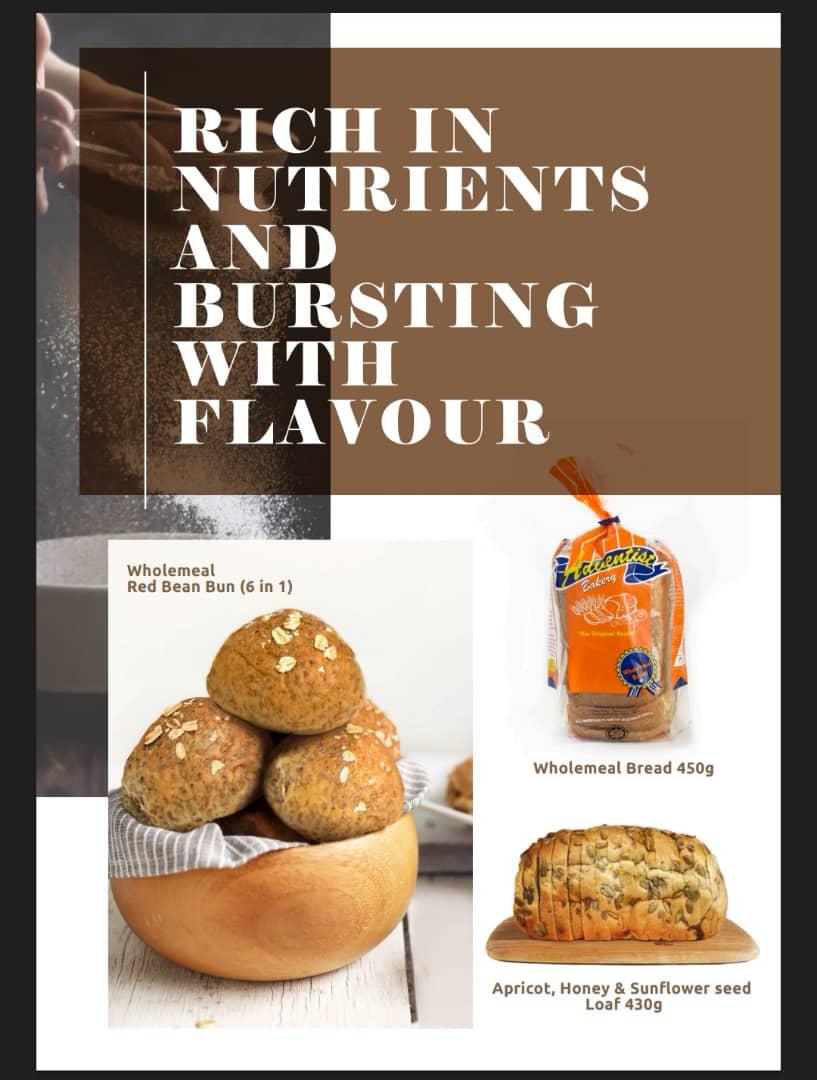 RICH IN
NUTRIENTS
AND
BURSTING
WITH
FLAVOUR
Wholemeal
Red Bean Bun (6 in 1)
Adventist
Bakery
"The Original Baker"
Wholemeal Bread 450g
Apricot, Honey & Sunflower seed
Loaf 430g